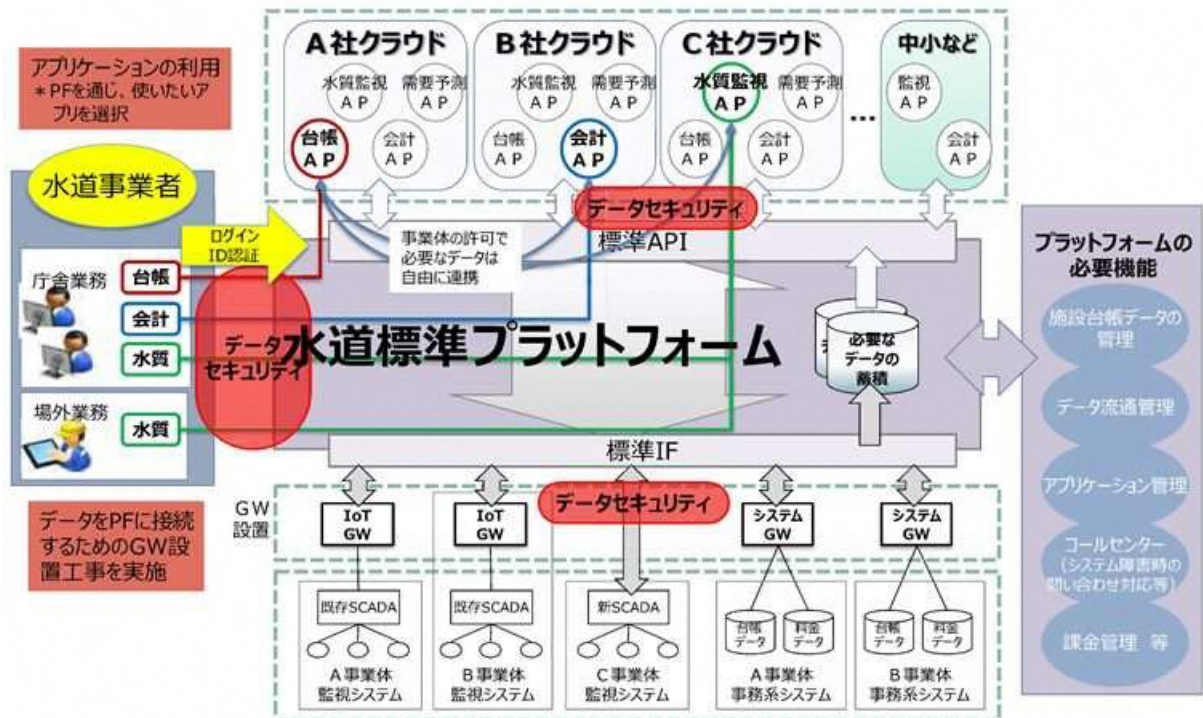 アプリケーションの利用
*PFを通じ、使いたいア
プリを選択
A社クラウド
水質監視
AP
需要予測
AP
台帳
AP
会計
AP
B社クラウド
水質監視
AP
需要予測
AP
台帳
AP
会計
AP
C社クラウド
水質監視
AP
需要予測
AP
台帳
AP
会計
AP
…
中小など
監視
AP
会計
AP
水道事業者
ログイン
ID認証
庁舎業務
台帳
会計
水質
場外業務
水質
データ
セキュリティ
データセキュリティ
標準API
事業体の許可で
必要なデータは
自由に連携
水道標準プラットフォーム
必要な
データの
蓄積
標準IF
プラットフォームの
必要機能
施設台帳データの
管理
データ流通管理
アプリケーション管理
コールセンター
(システム障害時の
問い合わせ対応等)
課金管理 等
データをPFに接続
するためのGW設
置工事を実施
GW
設置
IoT
GW
IoT
GW
データセキュリティ
システム
GW
システム
GW
既存SCADA
A事業体
監視システム
既存SCADA
B事業体
監視システム
新SCADA
C事業体
監視システム
台帳
データ
料金
データ
A事業体
事務系システム
台帳
データ
料金
データ
B事業体
事務系システム